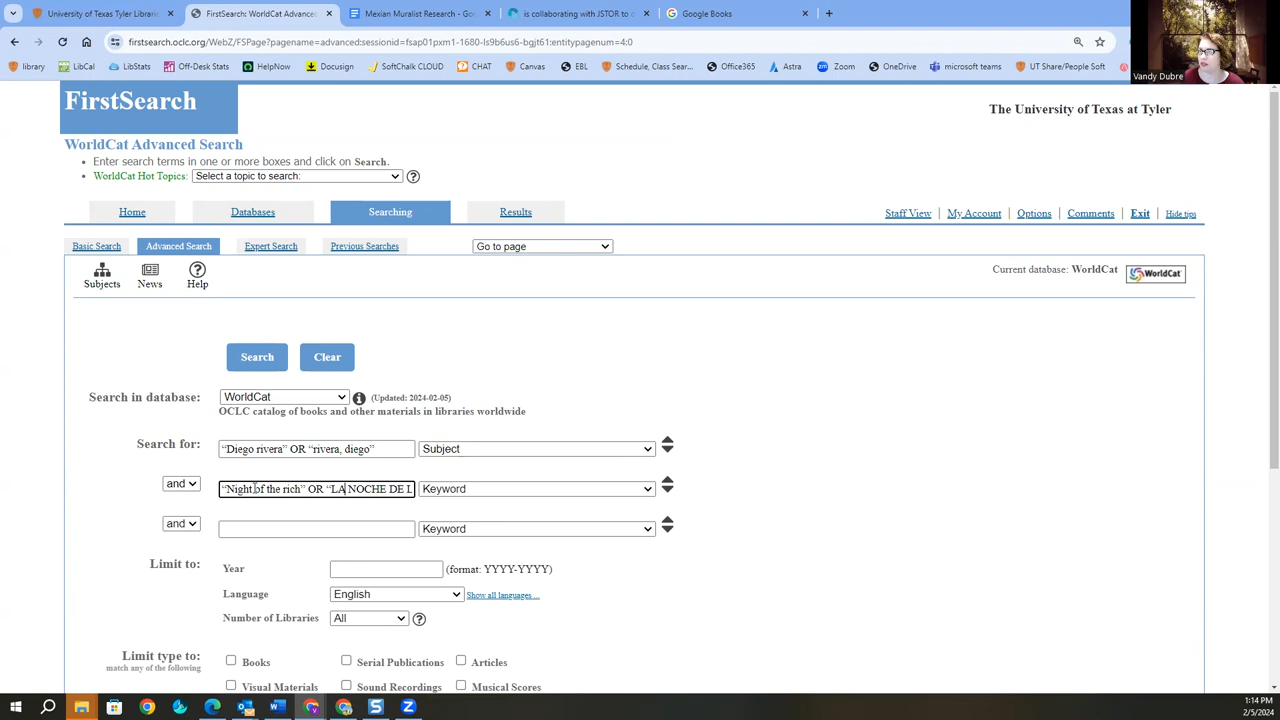 University of Texas Tyler Librarie
FirstSearch: WorldCat Advanced
Mexian Muralist Research - Goo
is collaborating with JSTOR to o
Google Books
firstsearch.oclc.org/WebZ/FSPage?pagename=advanced:sessionid=fsap01pxm1-1680-ls9b6us6-bgjt61:entitypagenum=4:0
library
LibCal
LibStats
Off-Desk Stats
HelpNow
Docusign
SoftChalk CLOUD
CHAT
Canvas
EBL
Schedule, Class Sear...
Office365
Astra
Zoom
OneDrive
microsoft teams
UT Share/People Soft
Vandy Dubre
FirstSearch
The University of Texas at Tyler
WorldCat Advanced Search
Enter search terms in one or more boxes and click on Search.
WorldCat Hot Topics: Select a topic to search:
Home Databases Searching Results
Staff View | My Account | Options | Comments | Exit | Hide tips
Basic Search Advanced Search Expert Search Previous Searches Go to page
Subjects News Help
Current database: WorldCat WorldCat
Search Clear
Search in database: WorldCat (Updated: 2024-02-05)
OCLC catalog of books and other materials in libraries worldwide
Search for: “Diego rivera” OR “rivera, diego” Subject
and “Night of the rich” OR “LA NOCHE DE L Keyword
and Keyword
Limit to: Year (format: YYYY-YYYY)
Language English Show all languages ...
Number of Libraries All
Limit type to: Books Serial Publications Articles
match any of the following
Visual Materials Sound Recordings Musical Scores
1:14 PM
2/5/2024